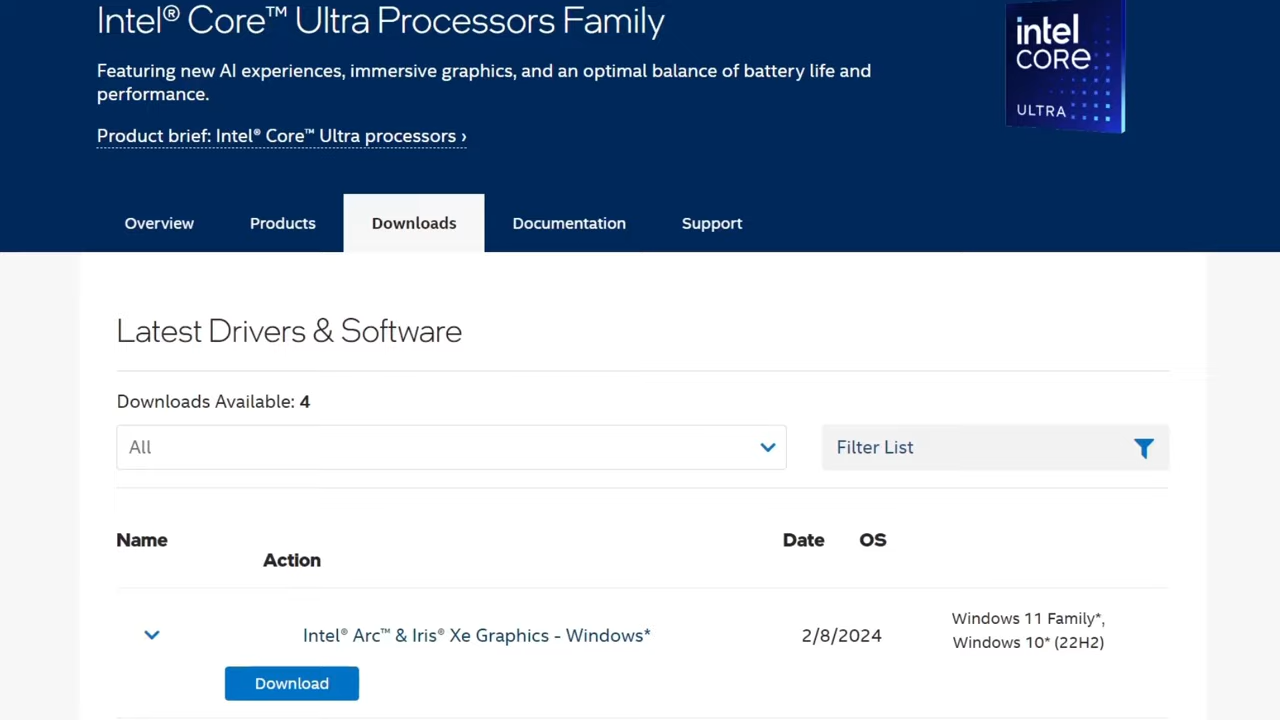 Intel® Core™ Ultra Processors Family
Featuring new AI experiences, immersive graphics, and an optimal balance of battery life and
performance.
Product brief: Intel® Core™ Ultra processors ›
intel
CORE
ULTRA
Overview Products Downloads Documentation Support
Latest Drivers & Software
Downloads Available: 4
All
Filter List
Name Date OS
Action
Intel® Arc™ & Iris® Xe Graphics - Windows* 2/8/2024 Windows 11 Family*,
Windows 10* (22H2)
Download